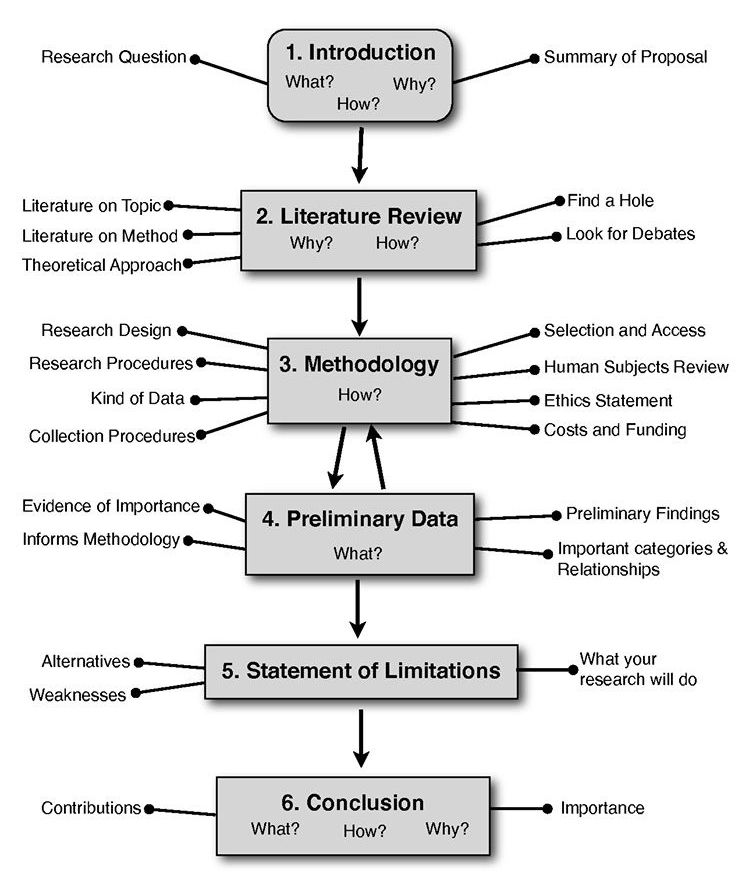 Research Question
1. Introduction
What?
Why?
How?
Summary of Proposal
Literature on Topic
Literature on Method
Theoretical Approach
2. Literature Review
Why?
How?
Find a Hole
Look for Debates
Research Design
Research Procedures
Kind of Data
Collection Procedures
3. Methodology
How?
Selection and Access
Human Subjects Review
Ethics Statement
Costs and Funding
Evidence of Importance
Informs Methodology
4. Preliminary Data
What?
Preliminary Findings
Important categories &
Relationships
Alternatives
Weaknesses
5. Statement of Limitations
What your
research will do
Contributions
6. Conclusion
What?
How?
Why?
Importance